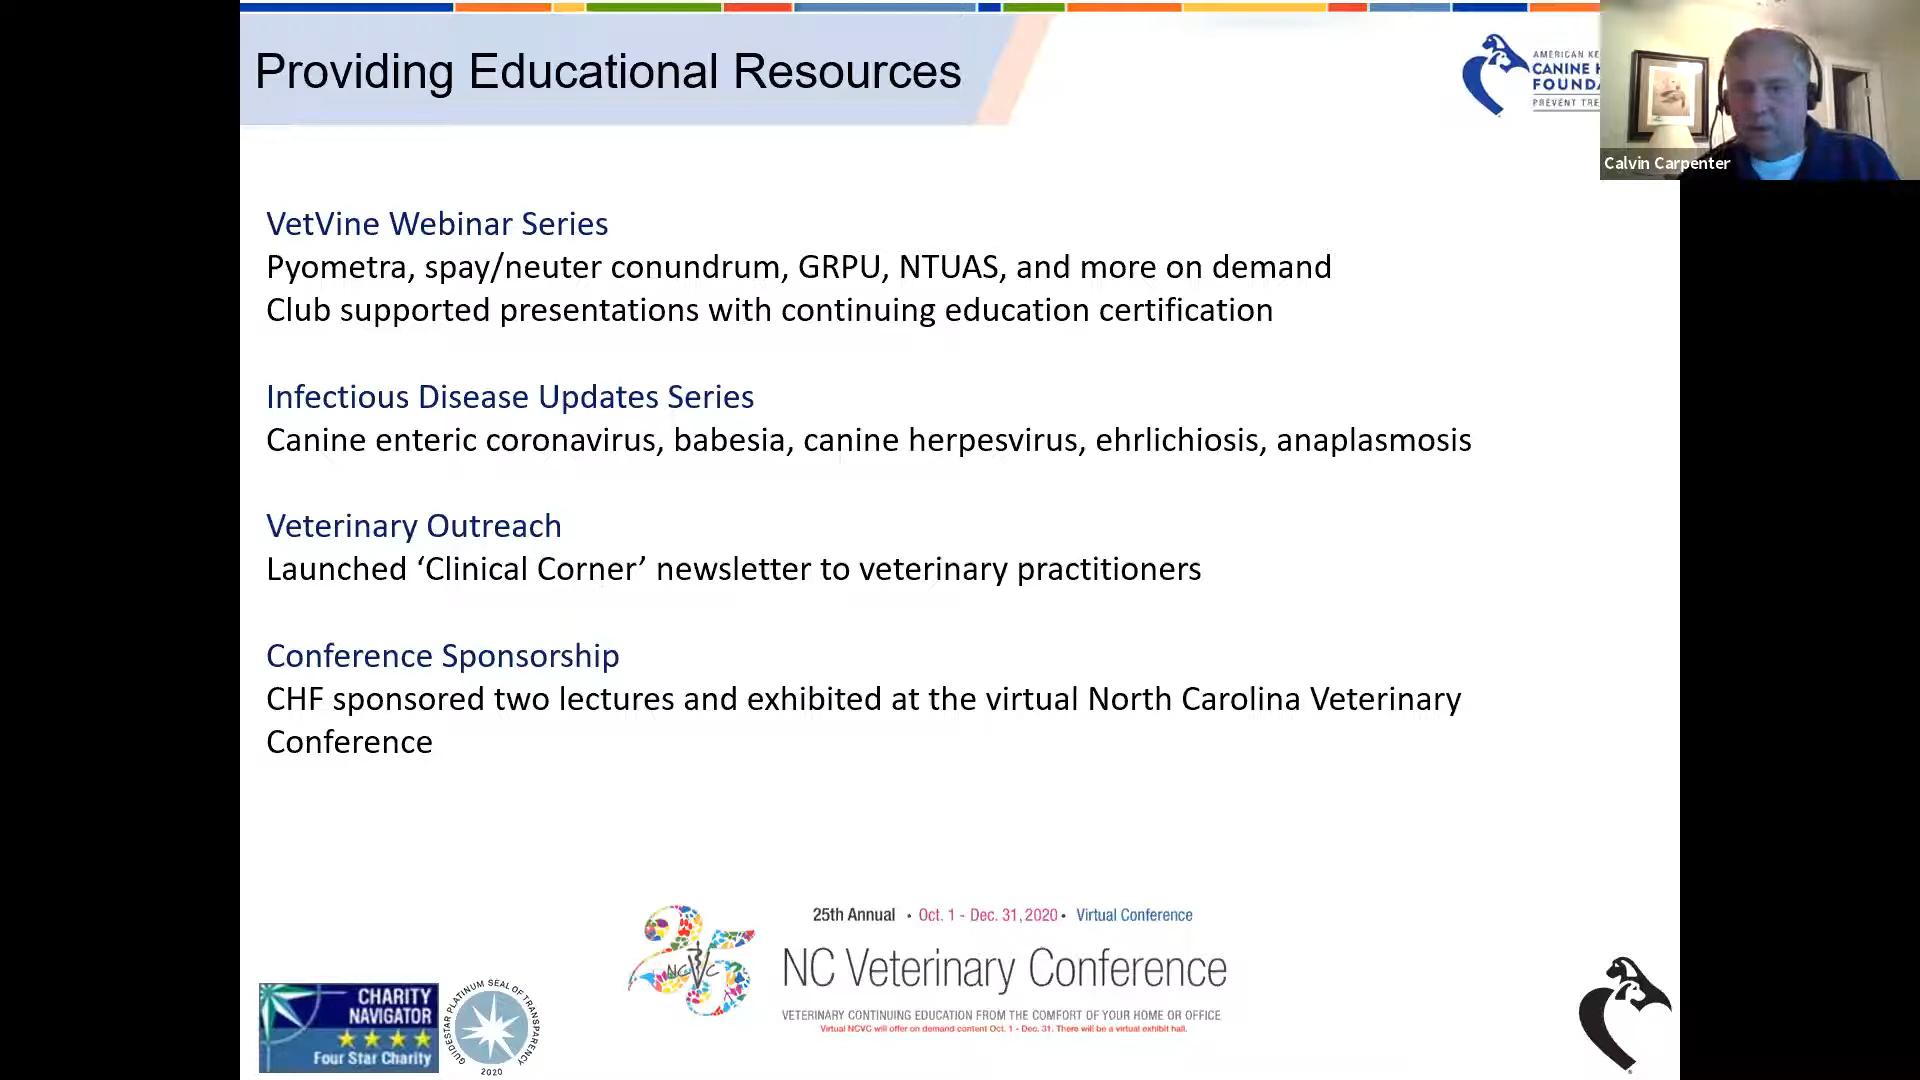 Providing Educational Resources
AMERICAN
CANINE
PREVENT
Calvin Carpenter
VetVine Webinar Series
Pyometra, spay/neuter conundrum, GRPU, NTUAS, and more on demand
Club supported presentations with continuing education certification
Infectious Disease Updates Series
Canine enteric coronavirus, babesia, canine herpesvirus, ehrlichiosis, anaplasmosis
Veterinary Outreach
Launched ‘Clinical Corner’ newsletter to veterinary practitioners
Conference Sponsorship
CHF sponsored two lectures and exhibited at the virtual North Carolina Veterinary
Conference
25th Annual • Oct. 1 - Dec. 31, 2020 • Virtual Conference
NCVC
NC Veterinary Conference
VETERINARY CONTINUING EDUCATION FROM THE COMFORT OF YOUR HOME OR OFFICE
Virtual NCVC will offer on demand content Oct. 1 - Dec. 31. There will be a virtual exhibit hall.
CHARITY
NAVIGATOR
Four Star Charity
GUIDESTAR PLATINUM SEAL OF TRANSPARENCY
2020